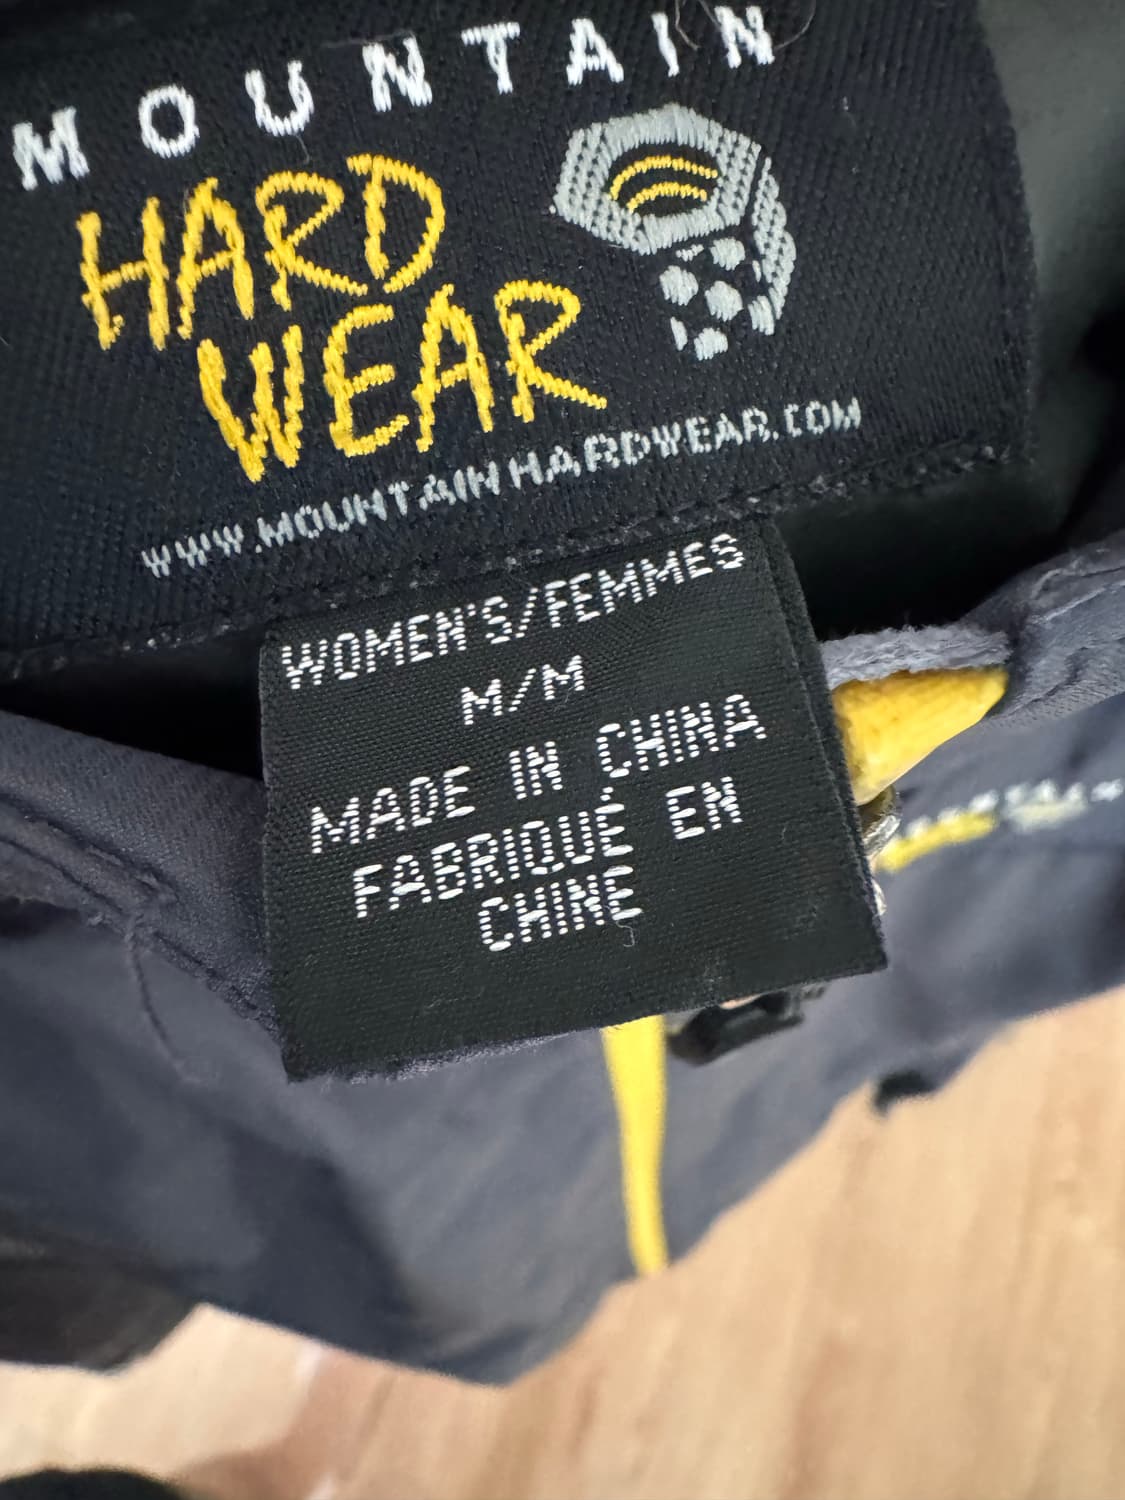 MOUNTAIN
HARD
WEAR
WWW.MOUNTAINHARDWEAR.COM
WOMEN'S/FEMMES
M/M
MADE IN CHINA
FABRIQUÉ EN
CHINE